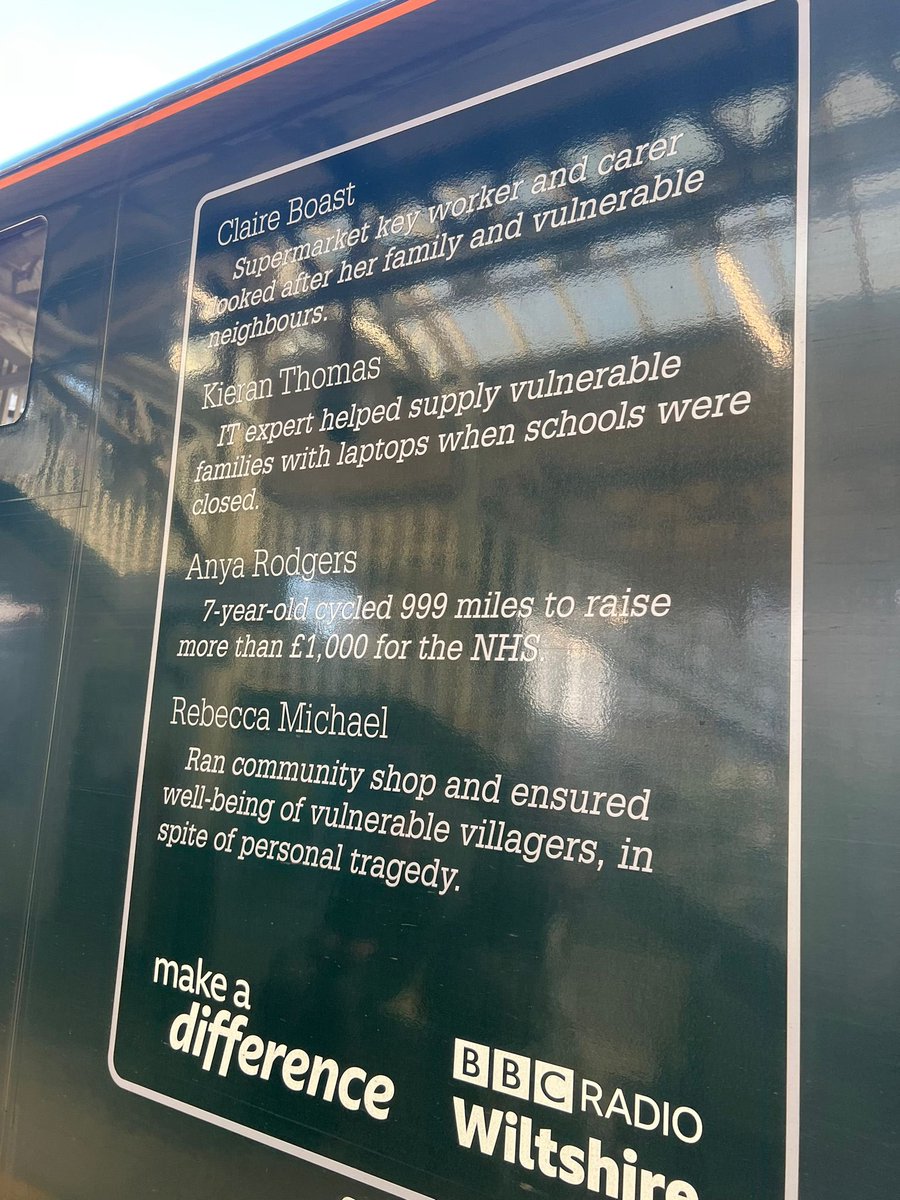 Claire Boast
Supermarket key worker and carer
looked after her family and vulnerable
neighbours.
Kieran Thomas
IT expert helped supply vulnerable
families with laptops when schools were
closed.
Anya Rodgers
7-year-old cycled 999 miles to raise
more than £1,000 for the NHS.
Rebecca Michael
Ran community shop and ensured
well-being of vulnerable villagers, in
spite of personal tragedy.
make a
difference
BBC RADIO
Wiltshire